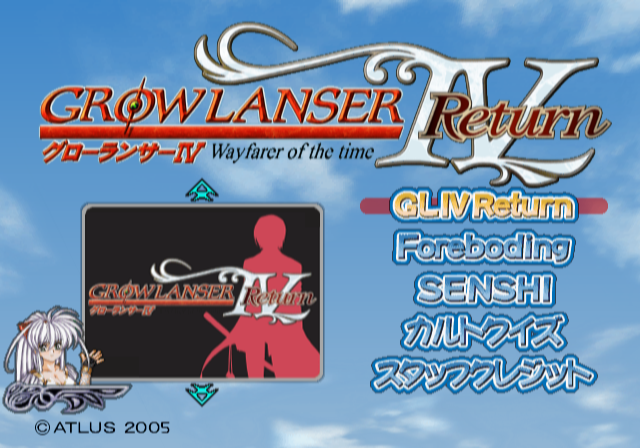 GROWLANSER IV Return
グローランサーIV Wayfarer of the time
GLIV Return
Foreboding
SENSHI
カルトクイズ
スタッフクレジット
GROWLANSER IV Return
グローランサーIV
©ATLUS 2005